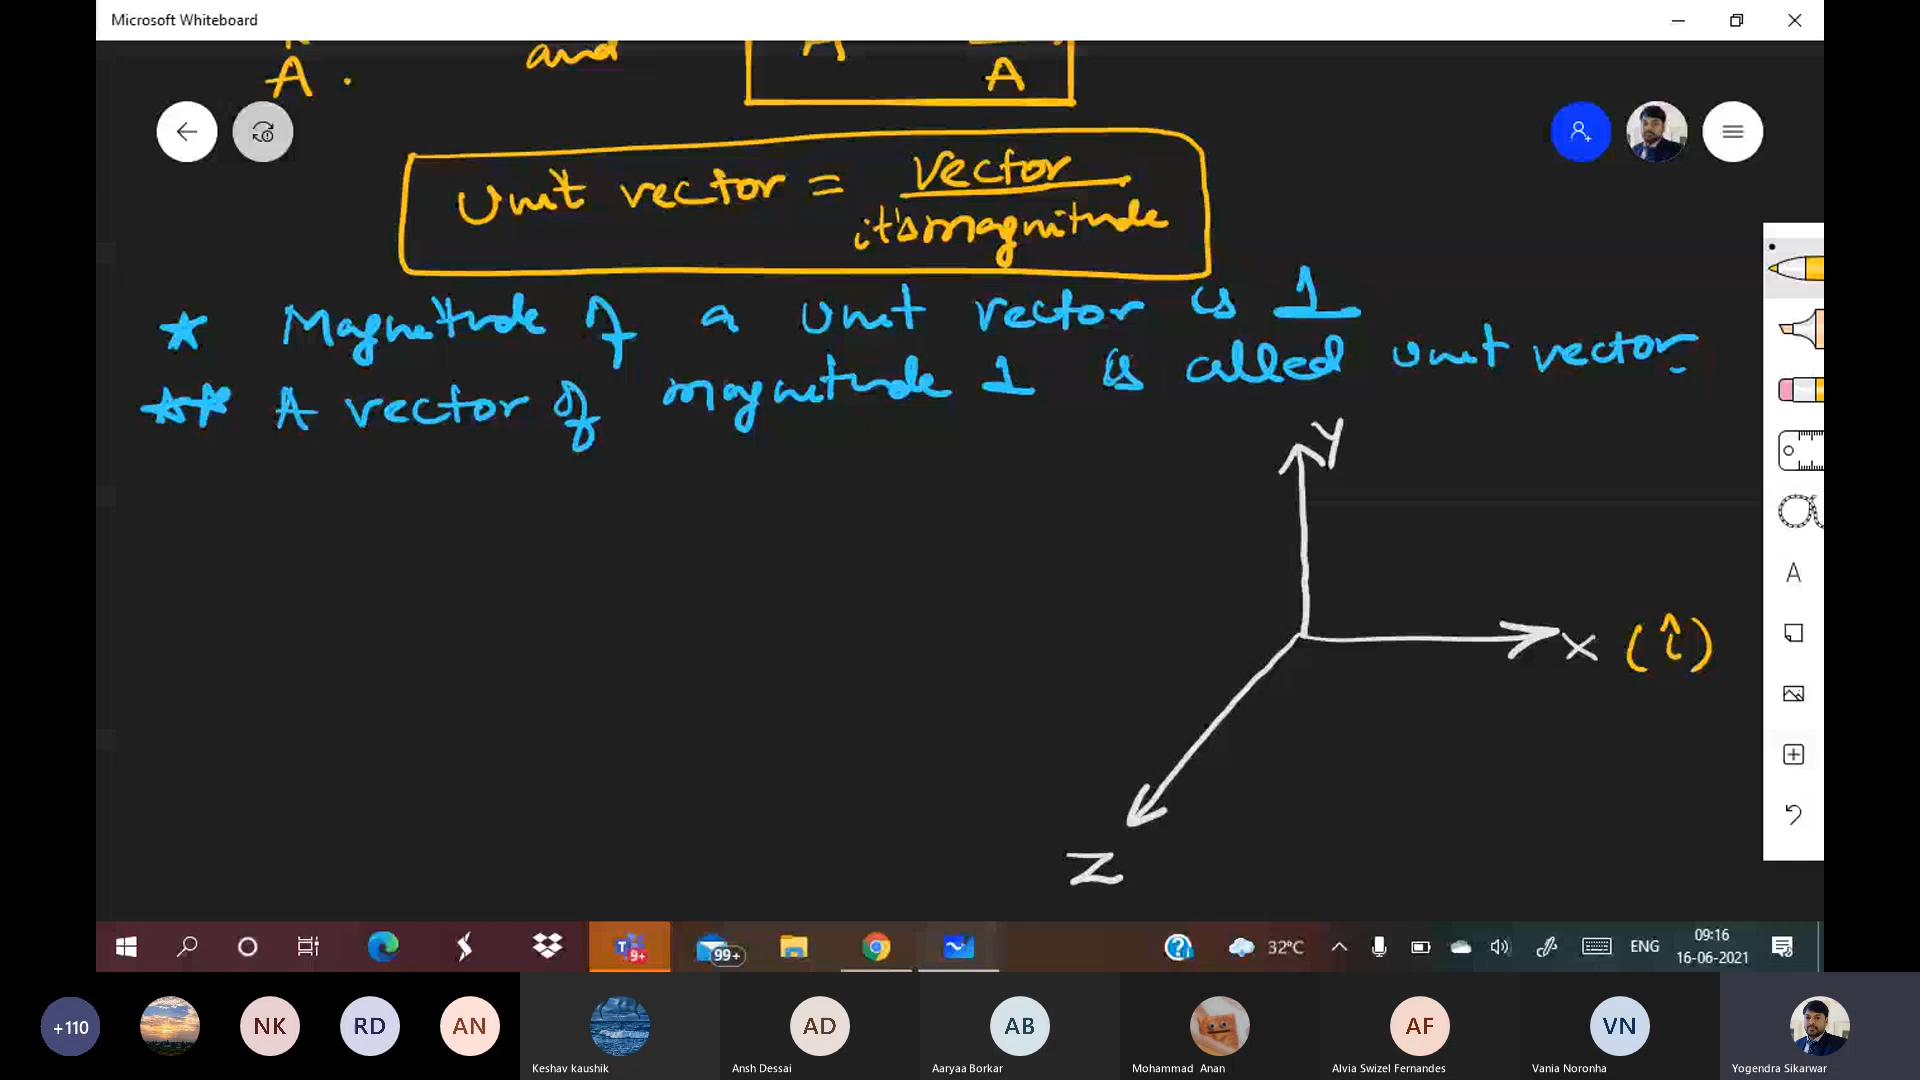 Microsoft Whiteboard
A. and A A
Unit vector = vector
it's magnitude
★ Magnitude of a unit vector is 1
★★ A vector of magnitude 1 is called unit vector.
Y
X (î)
Z
A
T 9+
99+
32°C
ENG
09:16
16-06-2021
+110
NK
RD
AN
AD
AB
AF
VN
Keshav kaushik
Ansh Dessai
Aaryaa Borkar
Mohammad Anan
Alvia Swizel Fernandes
Vania Noronha
Yogendra Sikarwar